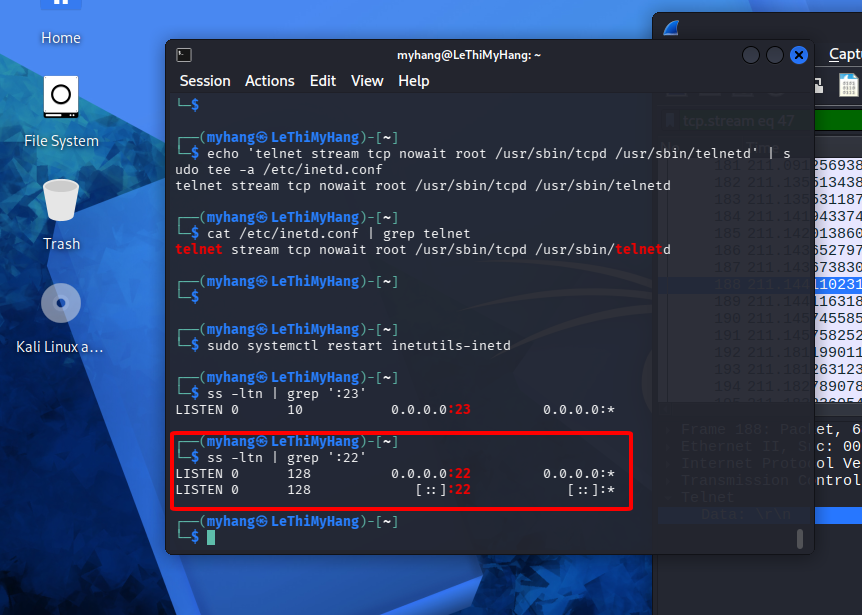 Home
File System
Trash
Kali Linux a...
myhang@LeThiMyHang: ~
Session Actions Edit View Help
└─$
┌──(myhang㉿LeThiMyHang)-[~]
└─$ echo 'telnet stream tcp nowait root /usr/sbin/tcpd /usr/sbin/telnetd' | s
udo tee -a /etc/inetd.conf
telnet stream tcp nowait root /usr/sbin/tcpd /usr/sbin/telnetd
┌──(myhang㉿LeThiMyHang)-[~]
└─$ cat /etc/inetd.conf | grep telnet
telnet stream tcp nowait root /usr/sbin/tcpd /usr/sbin/telnetd
┌──(myhang㉿LeThiMyHang)-[~]
└─$
┌──(myhang㉿LeThiMyHang)-[~]
└─$ sudo systemctl restart inetutils-inetd
┌──(myhang㉿LeThiMyHang)-[~]
└─$ ss -ltn | grep ':23'
LISTEN 0 10 0.0.0.0:23 0.0.0.0:*
┌──(myhang㉿LeThiMyHang)-[~]
└─$ ss -ltn | grep ':22'
LISTEN 0 128 0.0.0.0:22 0.0.0.0:*
LISTEN 0 128 [::]:22 [::]:*
┌──(myhang㉿LeThiMyHang)-[~]
└─$
Capt
tcp.stream eq 47
Frame 188: Packet, 6
Ethernet II, Src: 00
Internet Protocol Ve
Transmission Control
Telnet
Data: \r\n